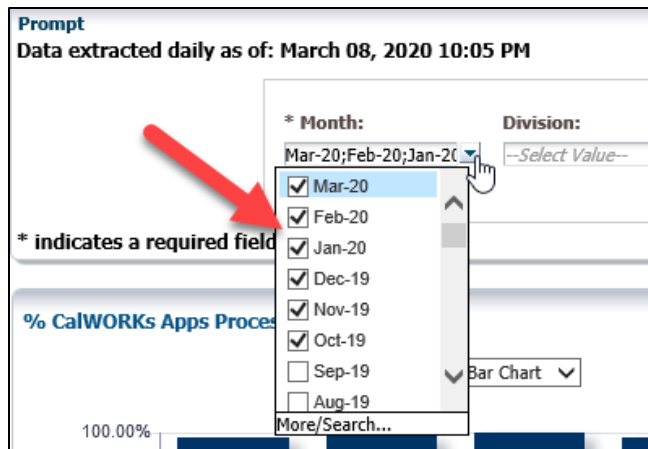 Prompt
Data extracted daily as of: March 08, 2020 10:05 PM
* Month:
Division:
Mar-20;Feb-20;Jan-20
--Select Value--
Mar-20
Feb-20
Jan-20
* indicates a required field
Dec-19
Nov-19
% CalWORKs Apps
Oct-19
Sep-19
Bar Chart
Aug-19
More/Search...
100.00%